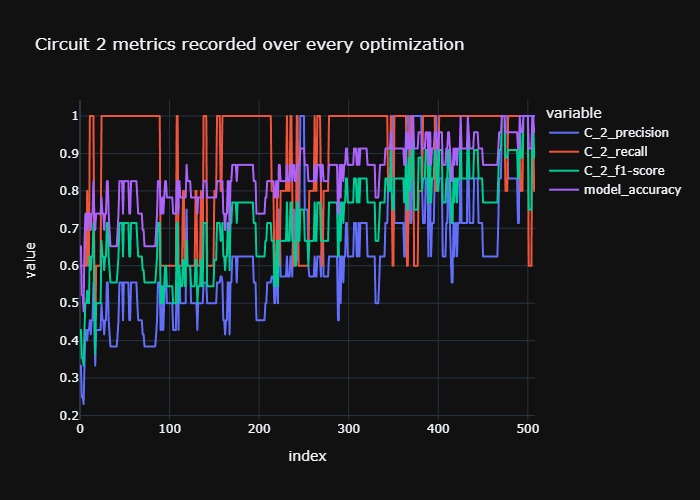 Circuit 2 metrics recorded over every optimization
variable
C_2_precision
C_2_recall
C_2_f1-score
model_accuracy
1
0.9
0.8
0.7
0.6
0.5
0.4
0.3
0.2
value
0 100 200 300 400 500
index